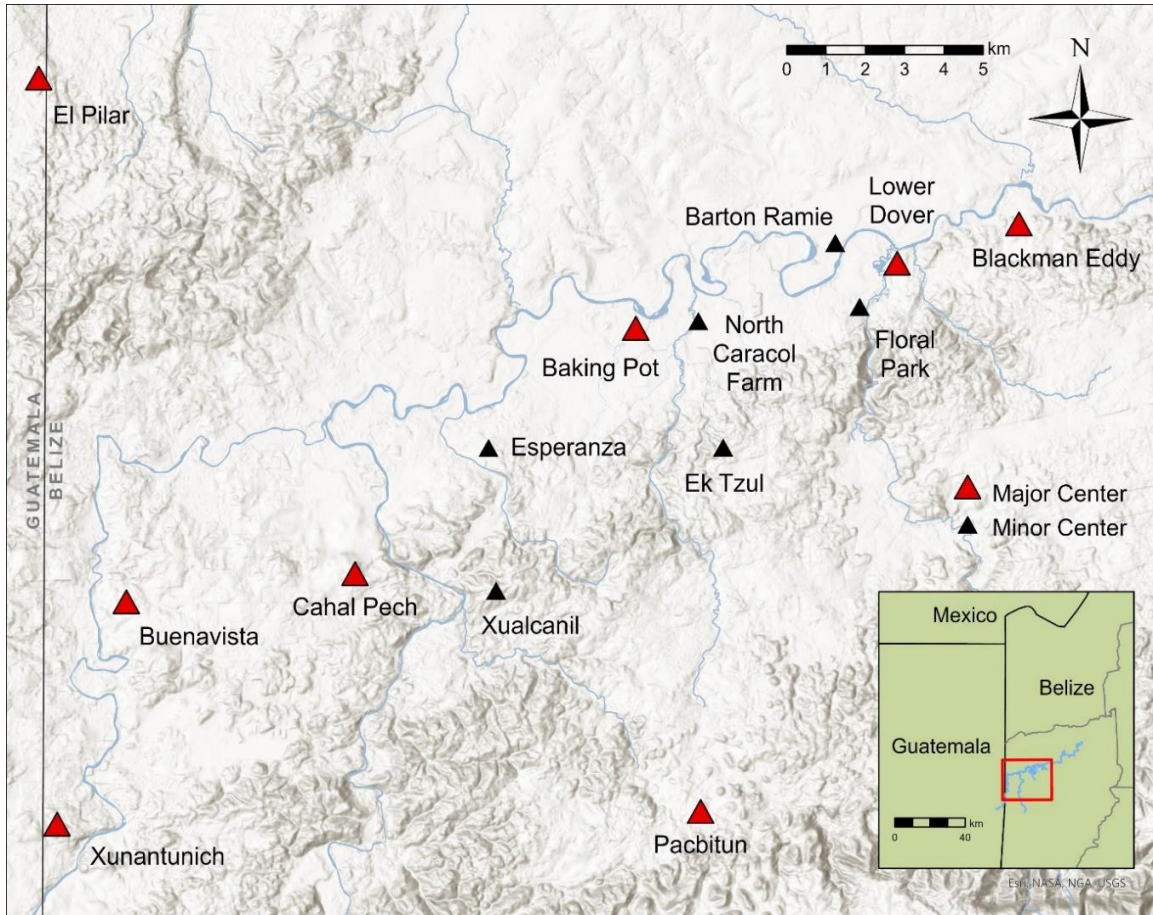 km
0 1 2 3 4 5
N
El Pilar
Lower
Dover
Barton Ramie
Blackman Eddy
North
Caracol
Farm
Floral
Park
Baking Pot
GUATEMALA
BELIZE
Esperanza
Ek Tzul
Major Center
Minor Center
Cahal Pech
Buenavista
Xualcanil
Mexico
Belize
Guatemala
km
0 40
Xunantunich
Pacbitun
Esri, NASA, NGA, USGS